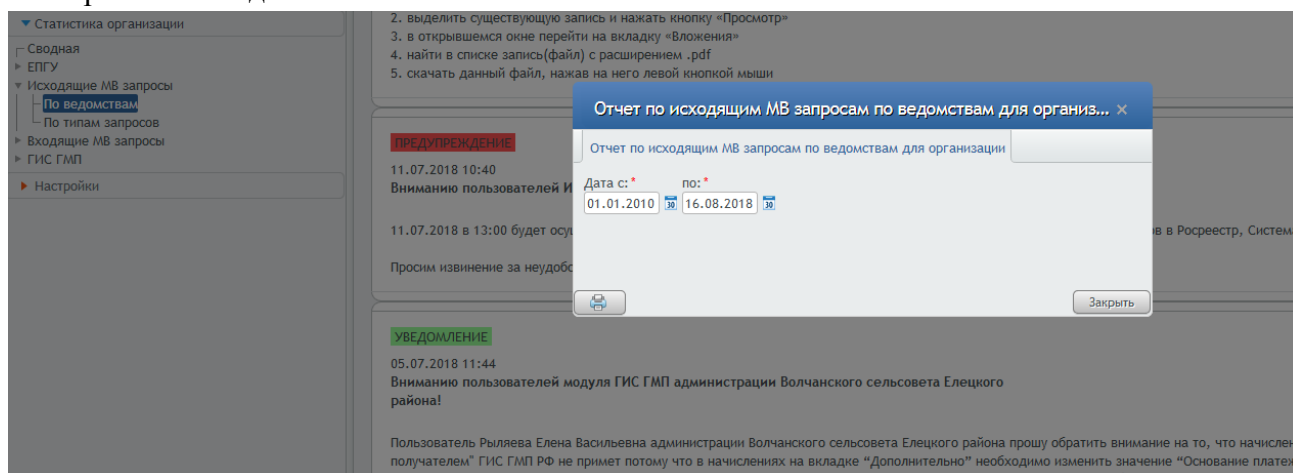 Статистика организации
Сводная
ЕПГУ
Исходящие МВ запросы
По ведомствам
По типам запросов
Входящие МВ запросы
ГИС ГМП
Настройки
2. выделить существующую запись и нажать кнопку «Просмотр»
3. в открывшемся окне перейти на вкладку «Вложения»
4. найти в списке запись(файл) с расширением .pdf
5. скачать данный файл, нажав на него левой кнопкой мыши
ПРЕДУПРЕЖДЕНИЕ
11.07.2018 10:40
Вниманию пользователей И
11.07.2018 в 13:00 будет осу
в в Росреестр, Систем
Просим извинение за неудобс
Отчет по исходящим МВ запросам по ведомствам для организ... ×
Отчет по исходящим МВ запросам по ведомствам для организации
Дата с:* по:*
01.01.2010 30 16.08.2018 30
Закрыть
УВЕДОМЛЕНИЕ
05.07.2018 11:44
Вниманию пользователей модуля ГИС ГМП администрации Волчанского сельсовета Елецкого
района!
Пользователь Рыляева Елена Васильевна администрации Волчанского сельсовета Елецкого района прошу обратить внимание на то, что начислен
получателем" ГИС ГМП РФ не примет потому что в начислениях на вкладке “Дополнительно” необходимо изменить значение “Основание платеж